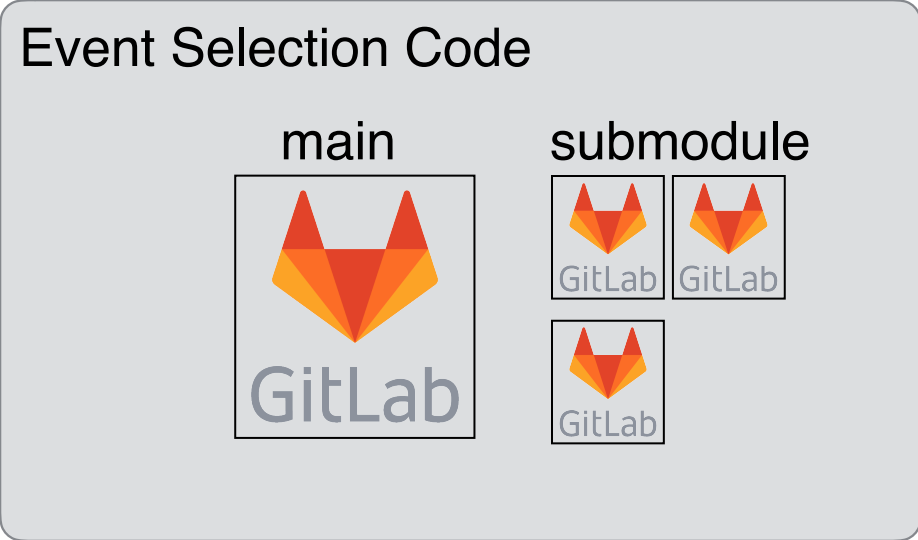 Event Selection Code
main
submodule
GitLab
GitLab
GitLab
GitLab